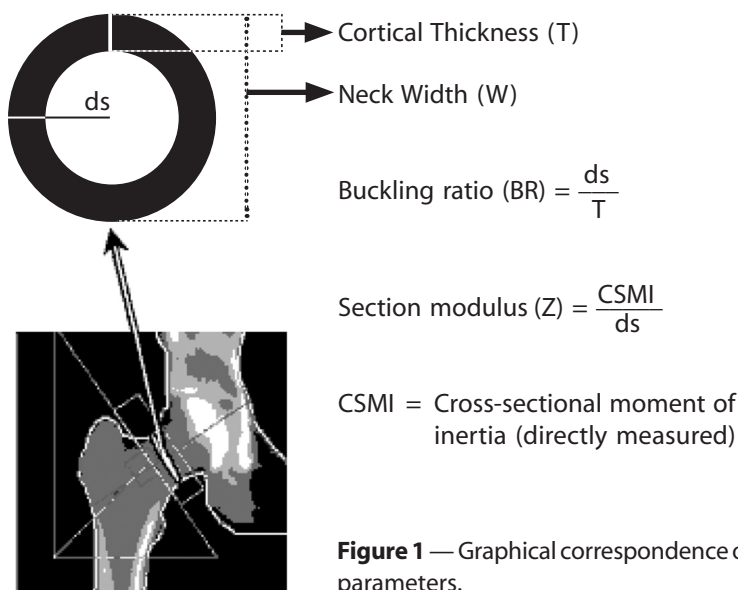 Cortical Thickness (T)
ds
Neck Width (W)
Buckling ratio (BR) = ds/T
Section modulus (Z) = CSMI/ds
CSMI = Cross-sectional moment of
inertia (directly measured)
Figure 1 — Graphical correspondence
parameters.